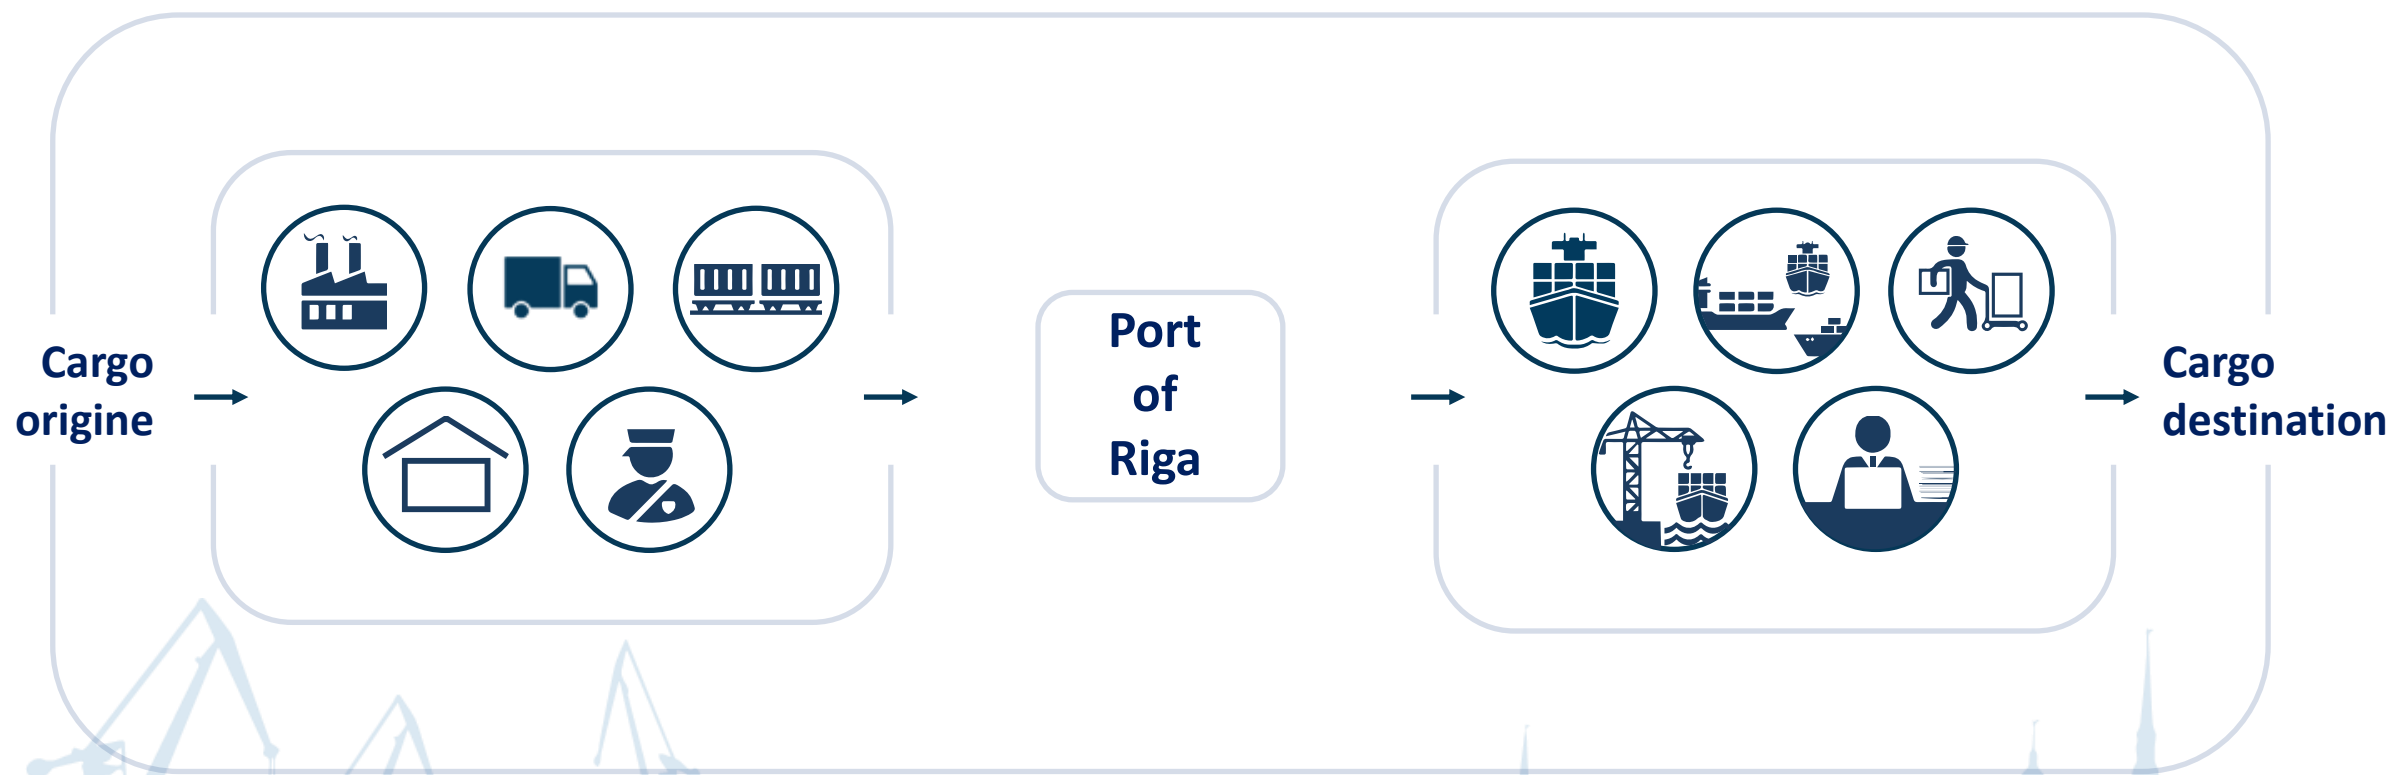 Cargo
origine
Port
of
Riga
Cargo
destination